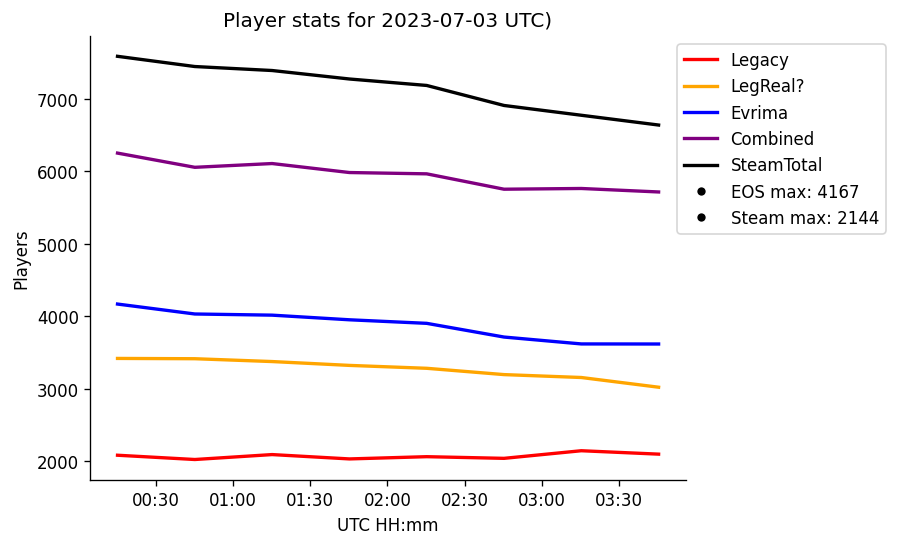 Player stats for 2023-07-03 UTC)
Legacy
LegReal?
Evrima
Combined
SteamTotal
EOS max: 4167
Steam max: 2144
Players
7000
6000
5000
4000
3000
2000
00:30 01:00 01:30 02:00 02:30 03:00 03:30
UTC HH:mm